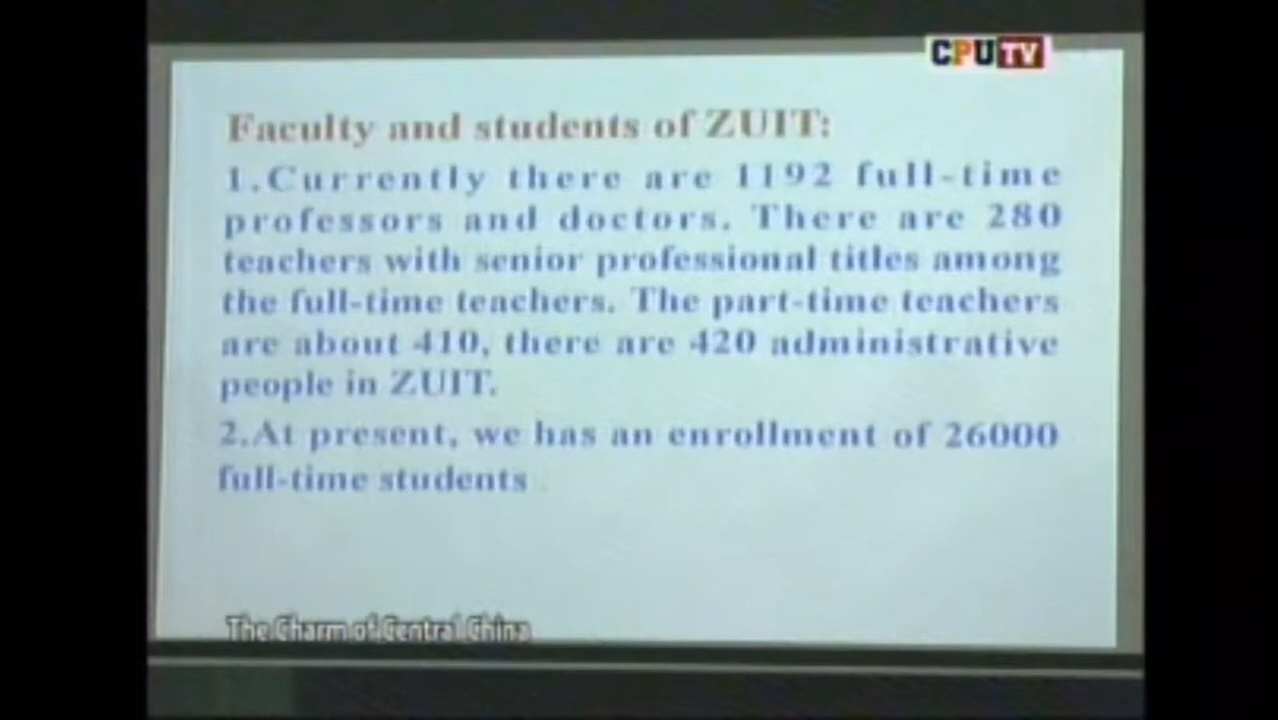 CPUTV
Faculty and students of ZUIT:
1.Currently there are 1192 full-time
professors and doctors. There are 280
teachers with senior professional titles among
the full-time teachers. The part-time teachers
are about 410, there are 420 administrative
people in ZUIT.
2.At present, we has an enrollment of 26000
full-time students
The Charm of Central China